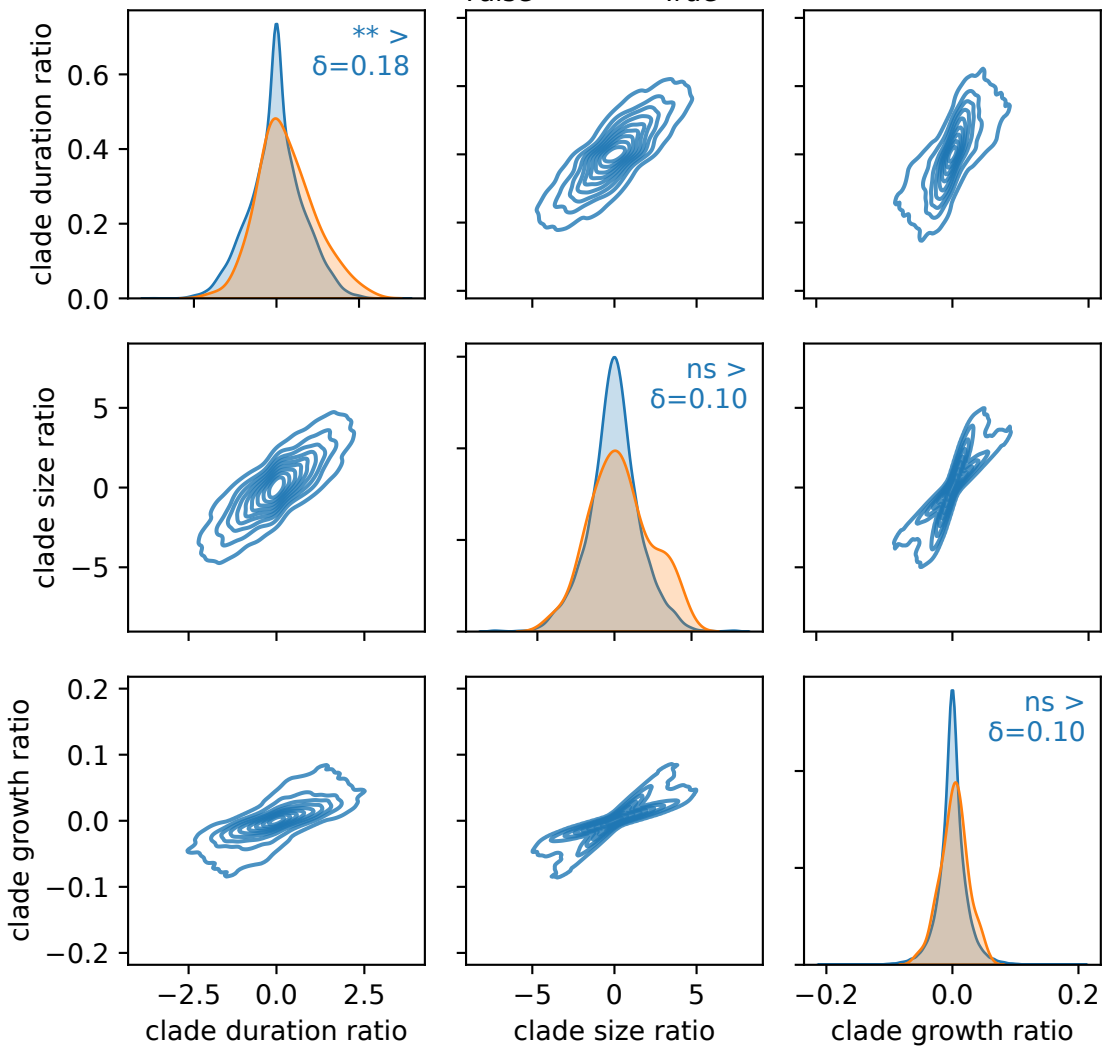 clade duration ratio
0.6
0.4
0.2
0.0
** >
δ=0.18
clade size ratio
5
0
−5
ns >
δ=0.10
clade growth ratio
0.2
0.1
0.0
−0.1
−0.2
ns >
δ=0.10
−2.5 0.0 2.5
clade duration ratio
−5 0 5
clade size ratio
−0.2 0.0 0.2
clade growth ratio